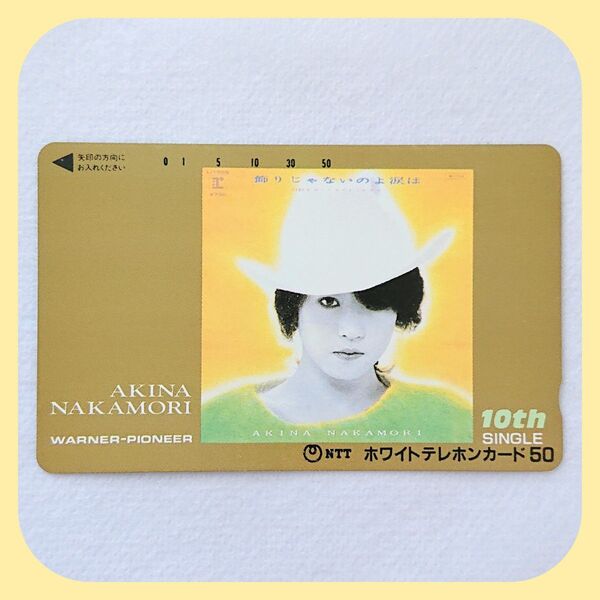 矢印の方向に
お入れください
0 1 5 10 30 50
飾りじゃないのよ涙は
AKINA
NAKAMORI
WARNER-PIONEER
AKINA NAKAMORI
10th
SINGLE
NTT ホワイトテレホンカード50